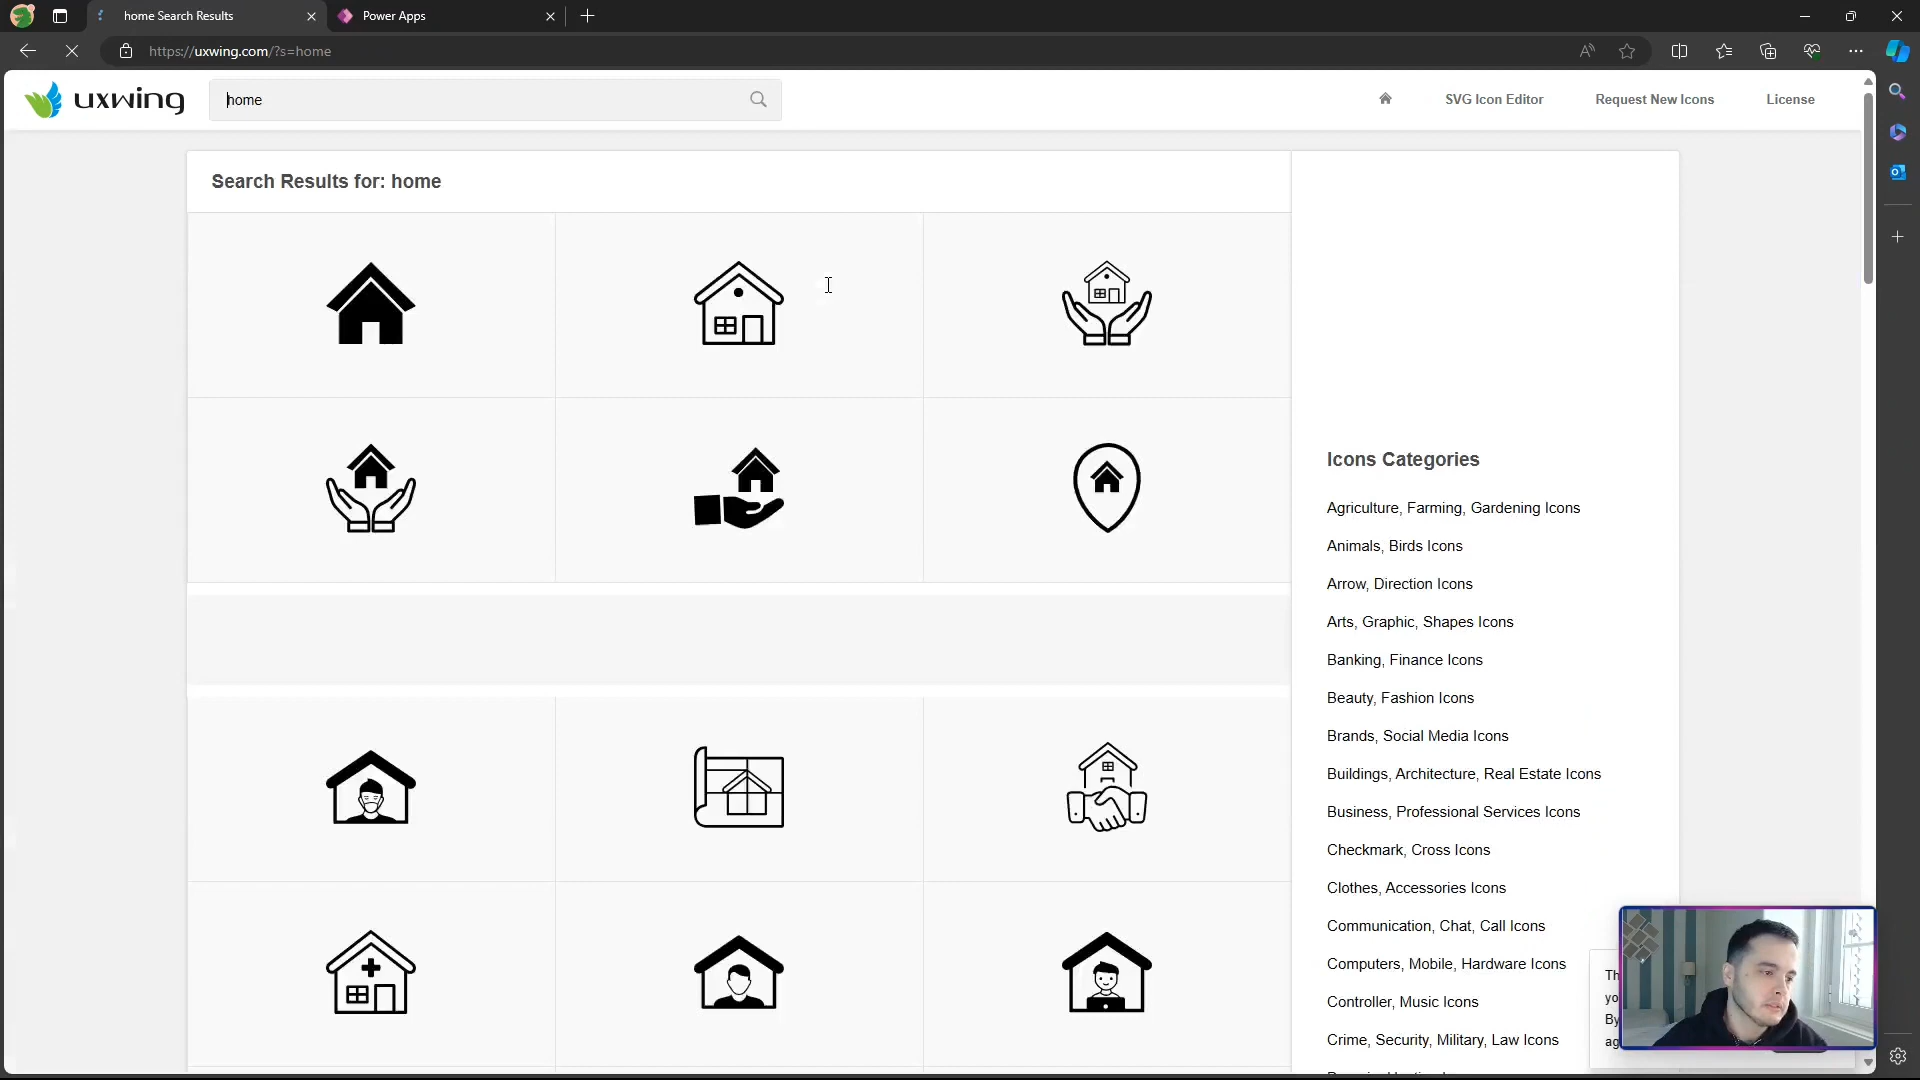 home Search Results
Power Apps
https://uxwing.com/?s=home
uxwing
home
SVG Icon Editor
Request New Icons
License
Search Results for: home
Icons Categories
Agriculture, Farming, Gardening Icons
Animals, Birds Icons
Arrow, Direction Icons
Arts, Graphic, Shapes Icons
Banking, Finance Icons
Beauty, Fashion Icons
Brands, Social Media Icons
Buildings, Architecture, Real Estate Icons
Business, Professional Services Icons
Checkmark, Cross Icons
Clothes, Accessories Icons
Communication, Chat, Call Icons
Computers, Mobile, Hardware Icons
Controller, Music Icons
Crime, Security, Military, Law Icons
Th
yo
By
ag